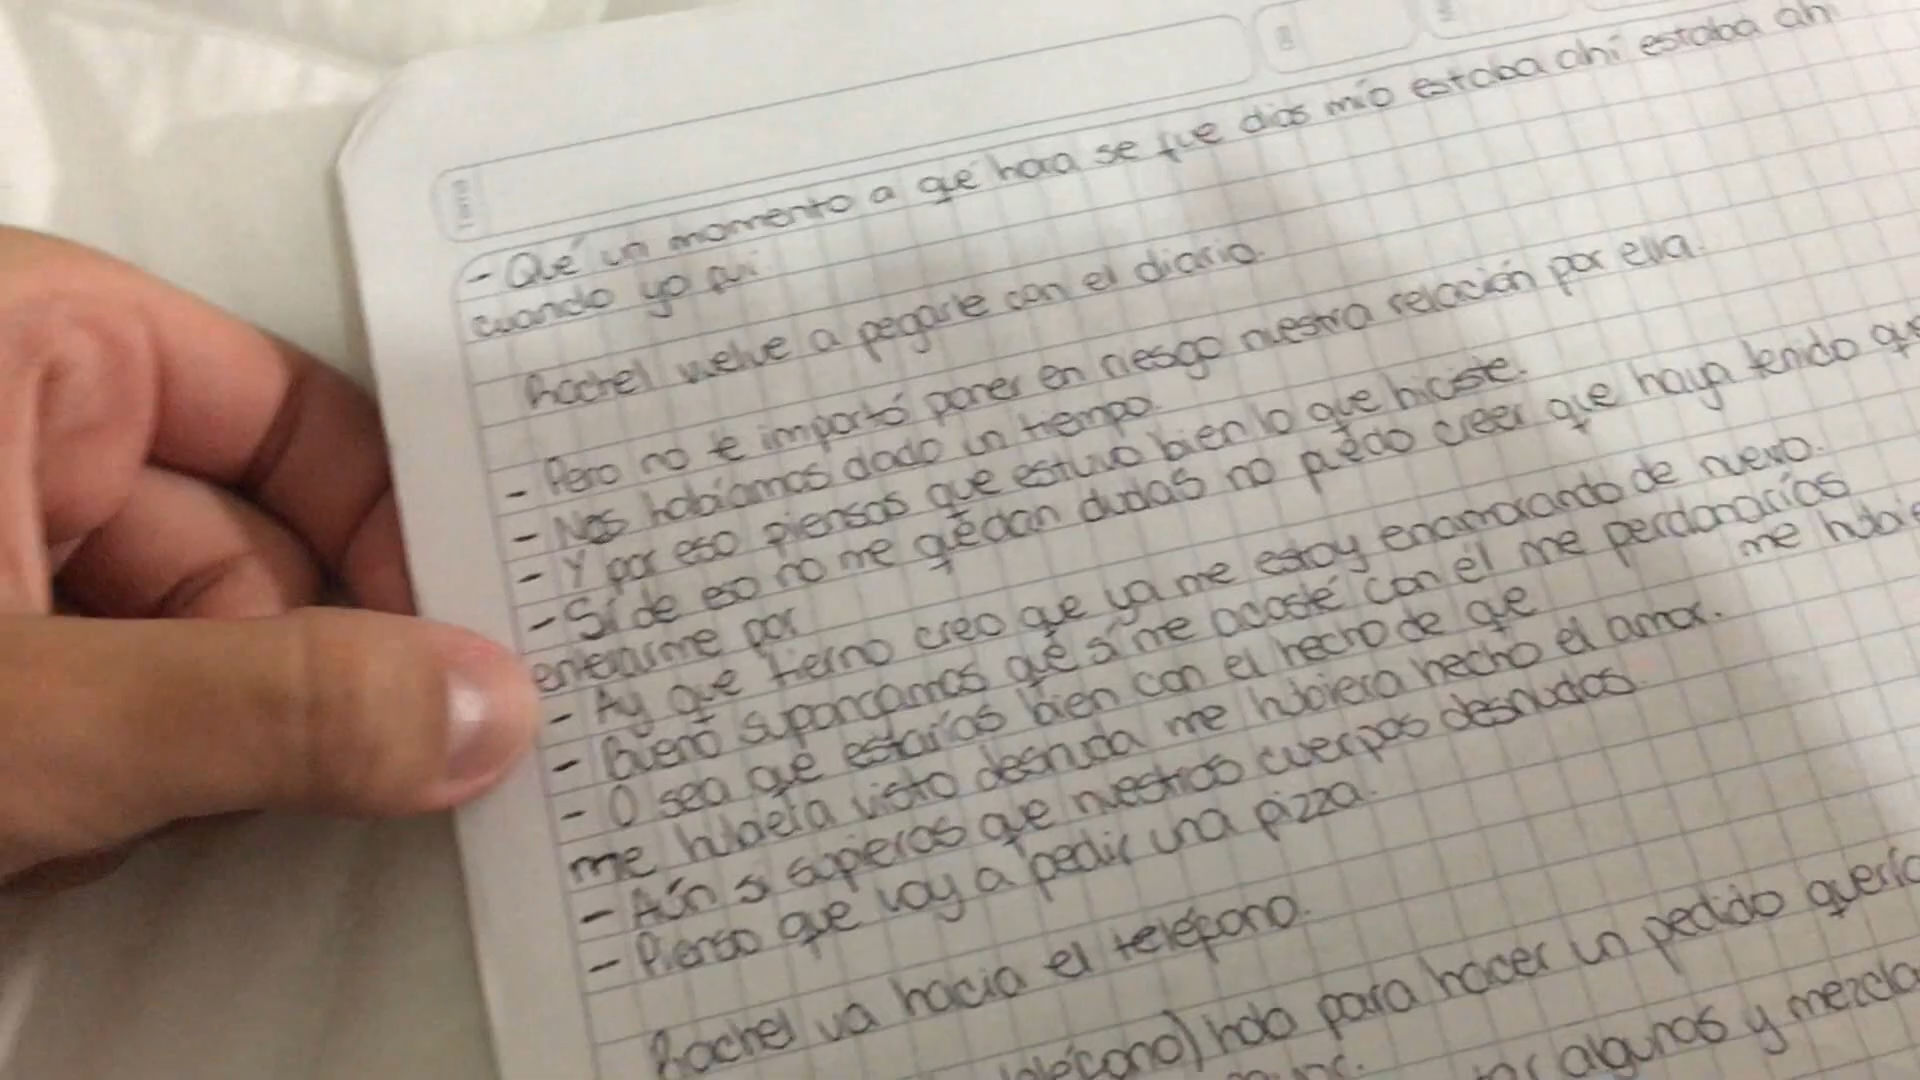 - Qué un momento a qué hora se fue dios mío estaba ahí estaba ah
cuando yo fui.
Rachel vuelve a pegarle con el diario.
- Pero no te importó poner en riesgo nuestra relación por ella.
- Nos habíamos dado un tiempo.
- Y por eso piensas que estuvo bien lo que hiciste.
- Sí de eso no me quedan dudas no puedo creer que haya tenido que
enterarme por
- Ay que tierno creo que ya me estoy enamorando de nuevo.
- Bueno supongamos qué si me acosté con él me perdonarías
- O sea que estarías bien con el hecho de que me hubie
me hubiera visto desnuda me hubiera hecho el amor.
- Aún si supieras que nuestros cuerpos desnudos.
- Pienso que voy a pedir una pizza.
Rachel va hacia el teléfono.
para hacer un pedido quería
algunos y mezcla